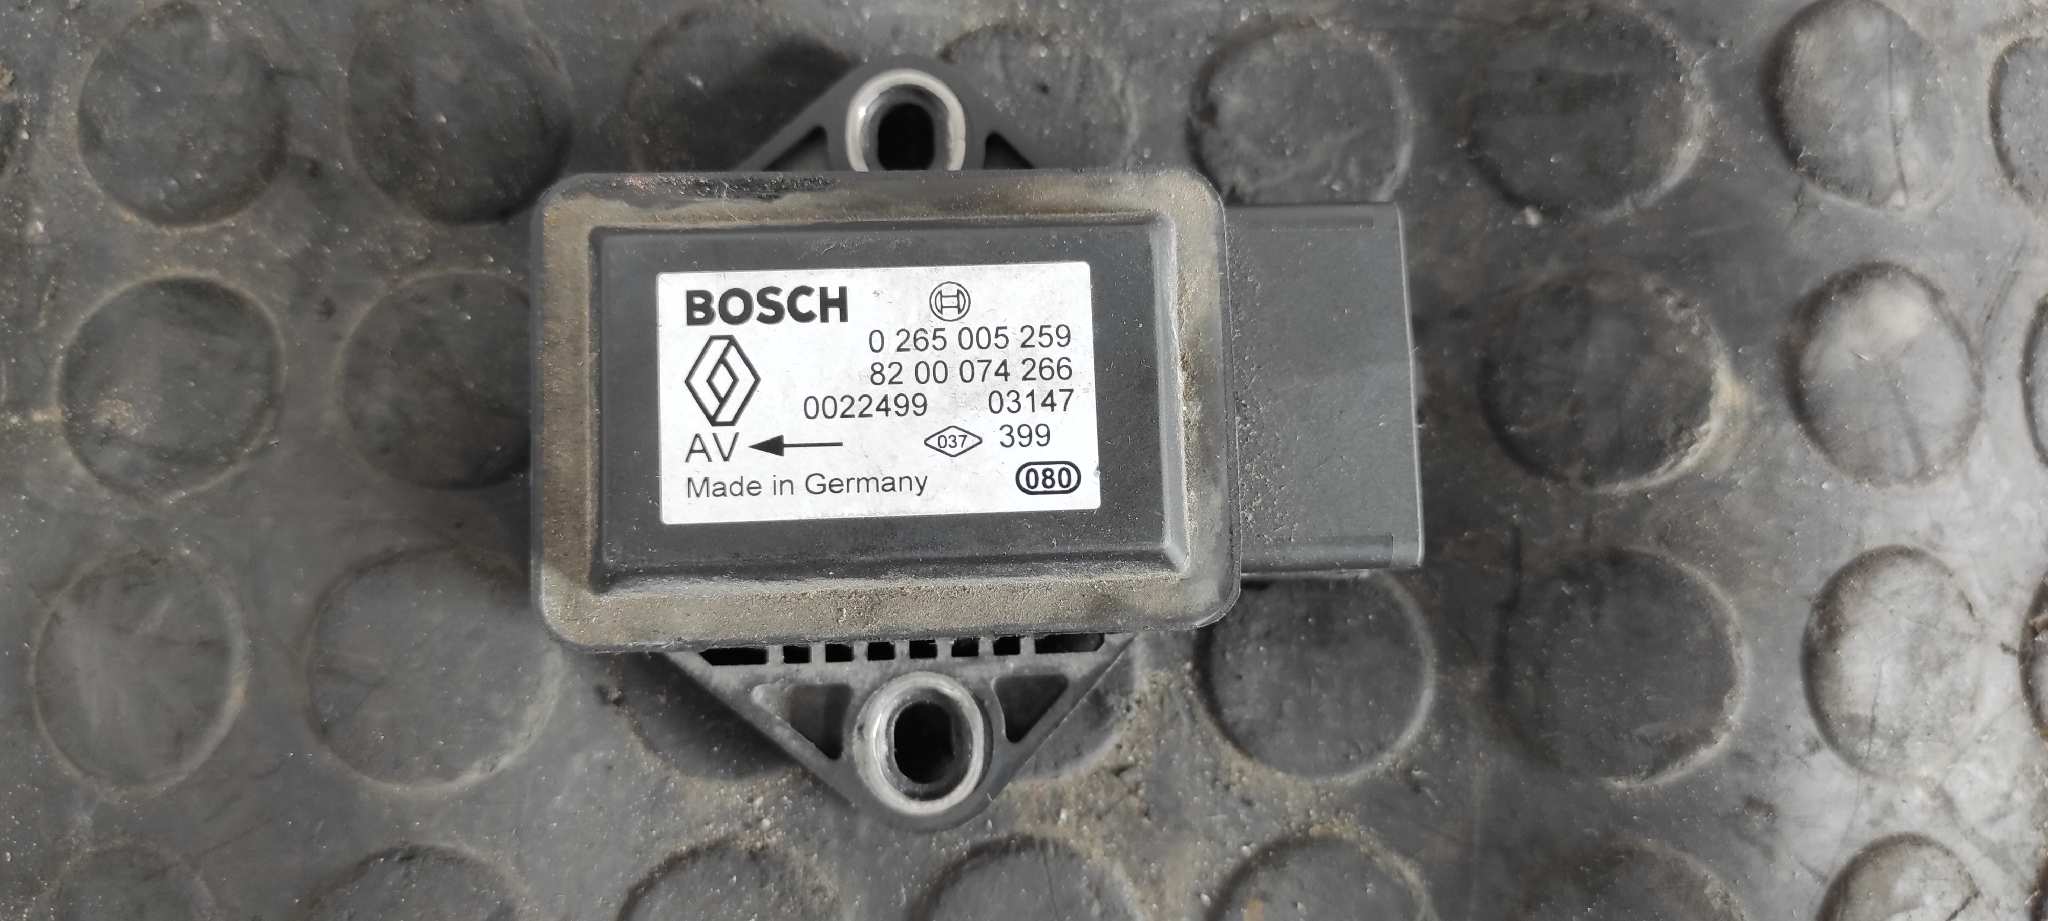 BOSCH
0 265 005 259
82 00 074 266
0022499 03147
AV 037 399
Made in Germany 080